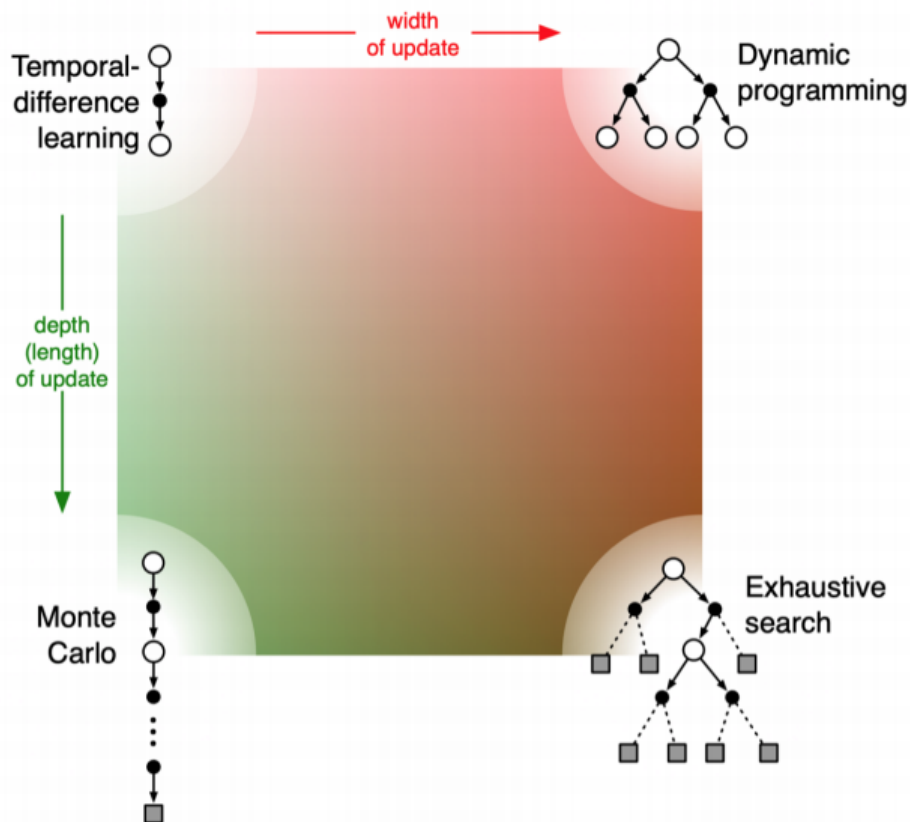 width
of update
Temporal-
difference
learning
Dynamic
programming
depth
(length)
of update
Monte
Carlo
Exhaustive
search